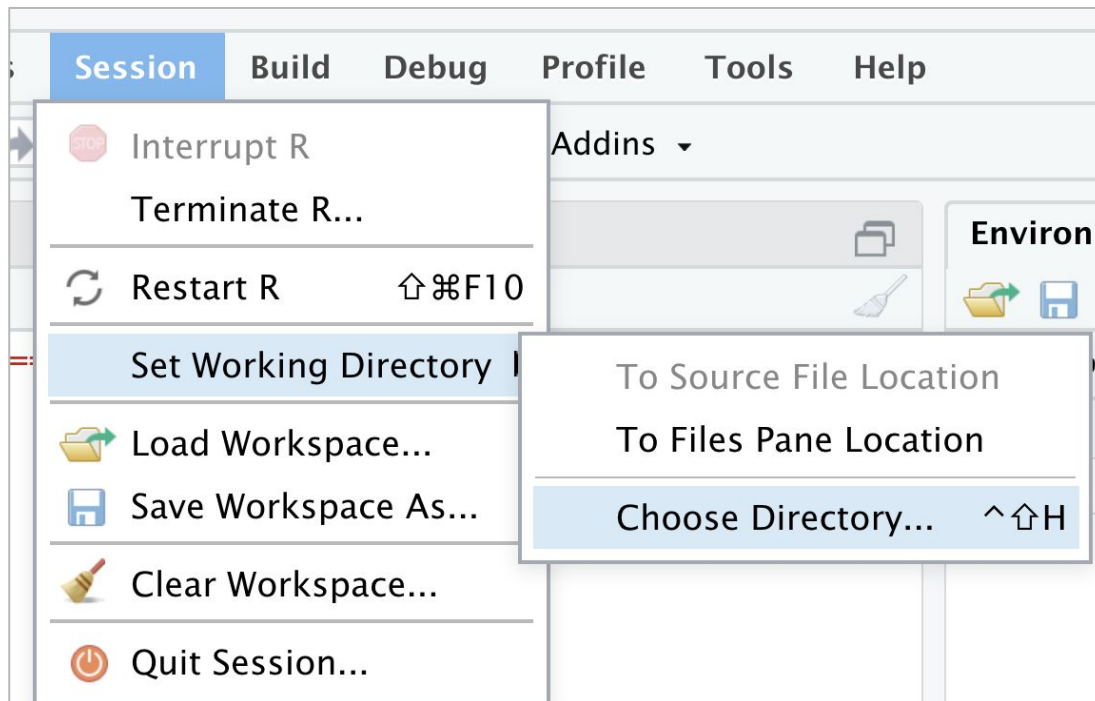 Session Build Debug Profile Tools Help
STOP Interrupt R
Addins
Terminate R...
Environ
Restart R ⇧⌘F10
Set Working Directory
To Source File Location
To Files Pane Location
Load Workspace...
Save Workspace As...
Choose Directory... ^⇧H
Clear Workspace...
Quit Session...